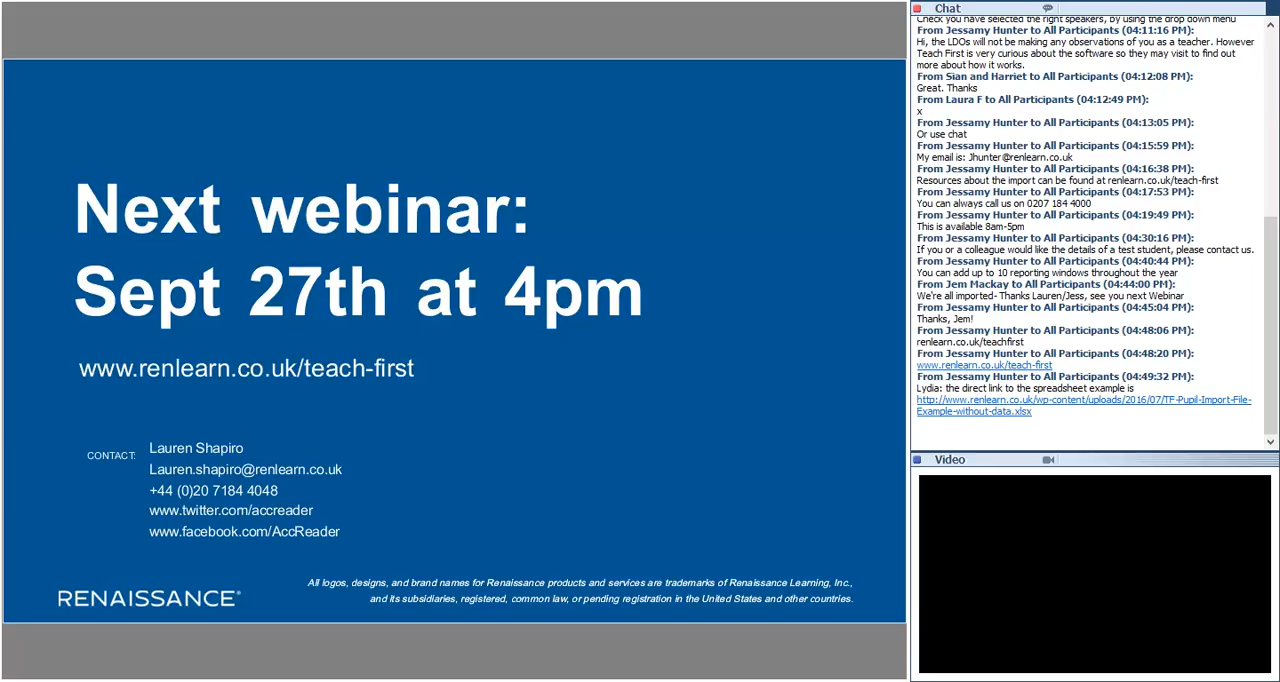 Next webinar:
Sept 27th at 4pm
www.renlearn.co.uk/teach-first
CONTACT:
Lauren Shapiro
Lauren.shapiro@renlearn.co.uk
+44 (0)20 7184 4048
www.twitter.com/accreader
www.facebook.com/AccReader
RENAISSANCE®
All logos, designs, and brand names for Renaissance products and services are trademarks of Renaissance Learning, Inc.,
and its subsidiaries, registered, common law, or pending registration in the United States and other countries.
Chat
Check you have selected the right speakers, by using the drop down menu
From Jessamy Hunter to All Participants (04:11:16 PM):
Hi, the LDOs will not be making any observations of you as a teacher. However
Teach First is very curious about the software so they may visit to find out
more about how it works.
From Sian and Harriet to All Participants (04:12:08 PM):
Great. Thanks
From Laura F to All Participants (04:12:49 PM):
x
From Jessamy Hunter to All Participants (04:13:05 PM):
Or use chat
From Jessamy Hunter to All Participants (04:15:59 PM):
My email is: Jhunter@renlearn.co.uk
From Jessamy Hunter to All Participants (04:16:38 PM):
Resources about the import can be found at renlearn.co.uk/teach-first
From Jessamy Hunter to All Participants (04:17:53 PM):
You can always call us on 0207 184 4000
From Jessamy Hunter to All Participants (04:19:49 PM):
This is available 8am-5pm
From Jessamy Hunter to All Participants (04:30:16 PM):
If you or a colleague would like the details of a test student, please contact us.
From Jessamy Hunter to All Participants (04:40:44 PM):
You can add up to 10 reporting windows throughout the year
From Jem Mackay to All Participants (04:44:00 PM):
We're all imported- Thanks Lauren/Jess, see you next Webinar
From Jessamy Hunter to All Participants (04:45:04 PM):
Thanks, Jem!
From Jessamy Hunter to All Participants (04:48:06 PM):
renlearn.co.uk/teachfirst
From Jessamy Hunter to All Participants (04:48:20 PM):
www.renlearn.co.uk/teach-first
From Jessamy Hunter to All Participants (04:49:32 PM):
Lydia: the direct link to the spreadsheet example is
http://www.renlearn.co.uk/wp-content/uploads/2016/07/TF-Pupil-Import-File-
Example-without-data.xlsx
Video